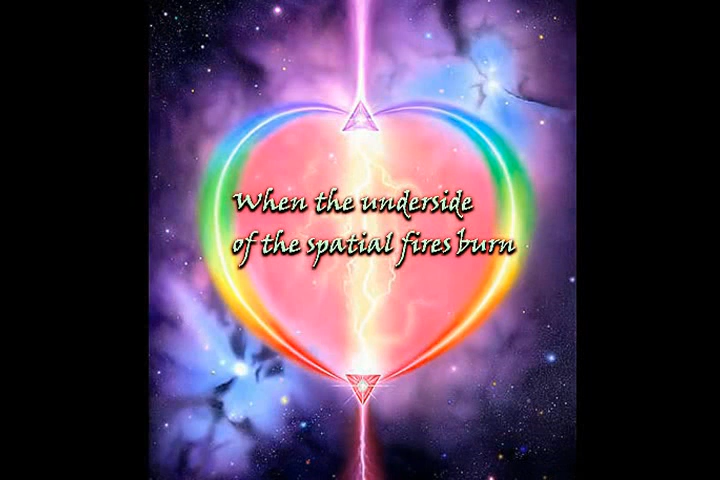 When the underside
of the spatial fires burn